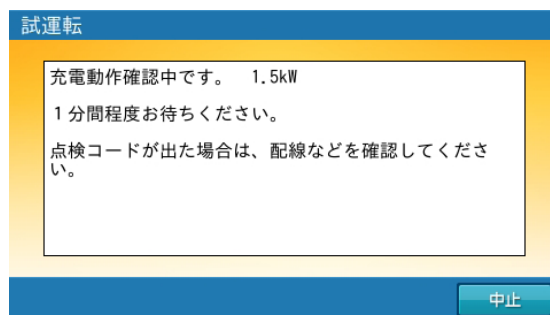 試運転
充電動作確認中です。 1.5kW
1分間程度お待ちください。
点検コードが出た場合は、配線などを確認してくださ
い。
中止